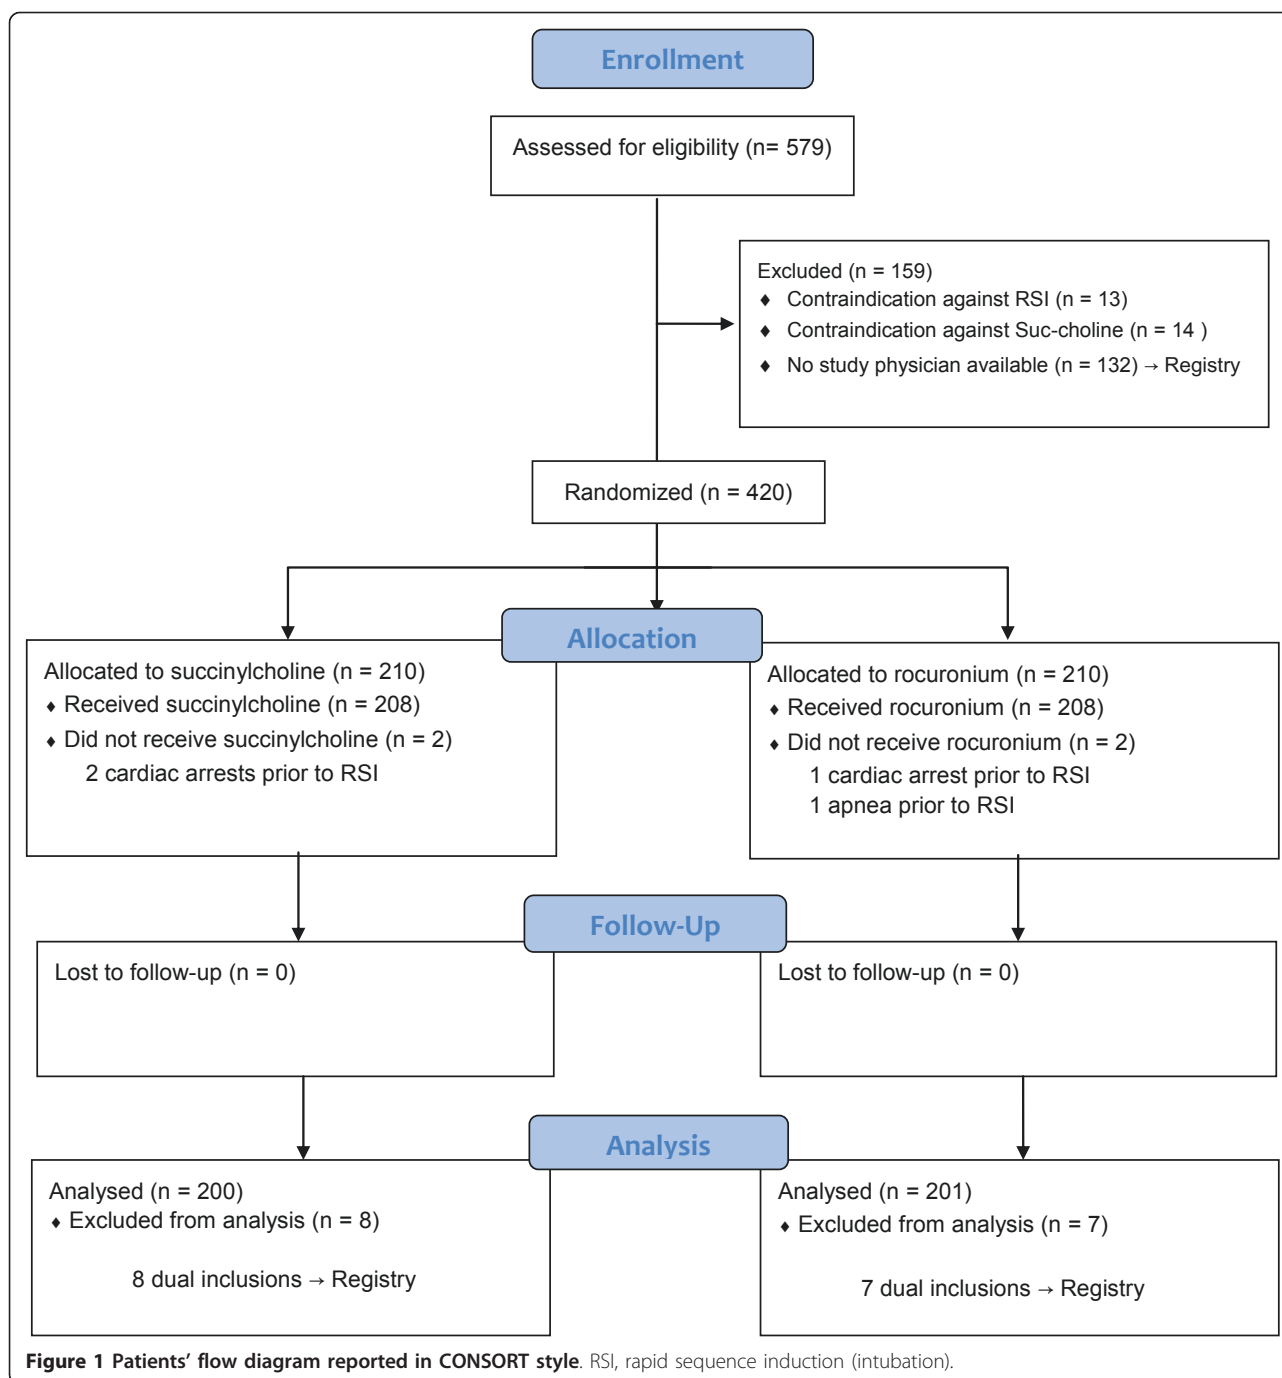 Enrollment
Assessed for eligibility (n= 579)
Excluded (n = 159)
♦ Contraindication against RSI (n = 13)
♦ Contraindication against Suc-choline (n = 14 )
♦ No study physician available (n = 132) → Registry
Randomized (n = 420)
Allocation
Allocated to succinylcholine (n = 210)
♦ Received succinylcholine (n = 208)
♦ Did not receive succinylcholine (n = 2)
2 cardiac arrests prior to RSI
Allocated to rocuronium (n = 210)
♦ Received rocuronium (n = 208)
♦ Did not receive rocuronium (n = 2)
1 cardiac arrest prior to RSI
1 apnea prior to RSI
Follow-Up
Lost to follow-up (n = 0)
Lost to follow-up (n = 0)
Analysis
Analysed (n = 200)
♦ Excluded from analysis (n = 8)
8 dual inclusions → Registry
Analysed (n = 201)
♦ Excluded from analysis (n = 7)
7 dual inclusions → Registry
Figure 1 Patients’ flow diagram reported in CONSORT style. RSI, rapid sequence induction (intubation).